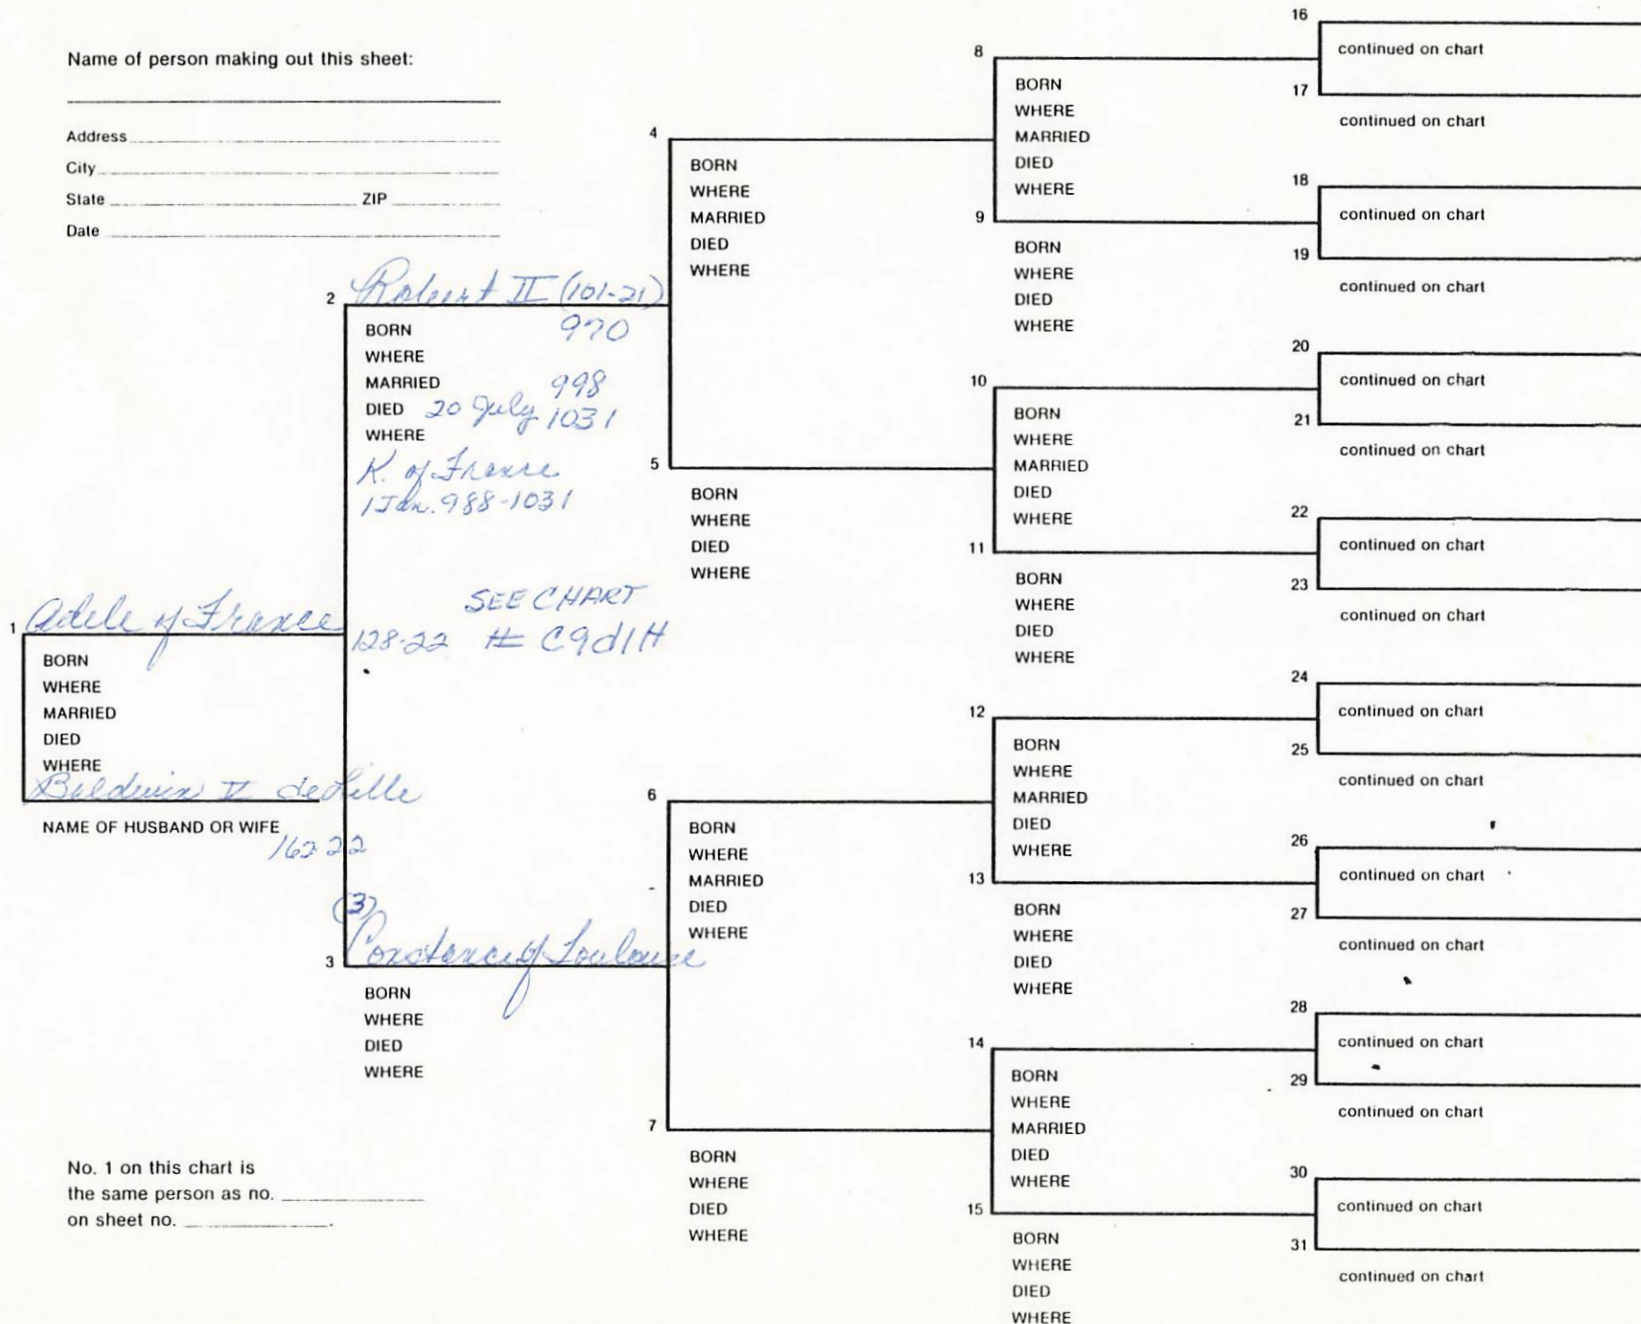 Name of person making out this sheet:
Address
City
State ZIP
Date
1 Adele of France
BORN
WHERE
MARRIED
DIED
WHERE
Baldwin V de Lille
NAME OF HUSBAND OR WIFE
162-22
2 Robert II (101-21)
BORN 970
WHERE
MARRIED 998
DIED 20 July 1031
WHERE
K. of France
1 Jan. 988-1031
SEE CHART
128-22 # C9d1H
(3)
3 Constance of Toulouse
BORN
WHERE
DIED
WHERE
No. 1 on this chart is
the same person as no.
on sheet no. .
4
BORN
WHERE
MARRIED
DIED
WHERE
5
BORN
WHERE
DIED
WHERE
6
BORN
WHERE
MARRIED
DIED
WHERE
7
BORN
WHERE
DIED
WHERE
8
BORN
WHERE
MARRIED
DIED
WHERE
9
BORN
WHERE
DIED
WHERE
10
BORN
WHERE
MARRIED
DIED
WHERE
11
BORN
WHERE
DIED
WHERE
12
BORN
WHERE
MARRIED
DIED
WHERE
13
BORN
WHERE
DIED
WHERE
14
BORN
WHERE
MARRIED
DIED
WHERE
15
BORN
WHERE
DIED
WHERE
16
continued on chart
17
continued on chart
18
continued on chart
19
continued on chart
20
continued on chart
21
continued on chart
22
continued on chart
23
continued on chart
24
continued on chart
25
continued on chart
26
continued on chart
27
continued on chart
28
continued on chart
29
continued on chart
30
continued on chart
31
continued on chart